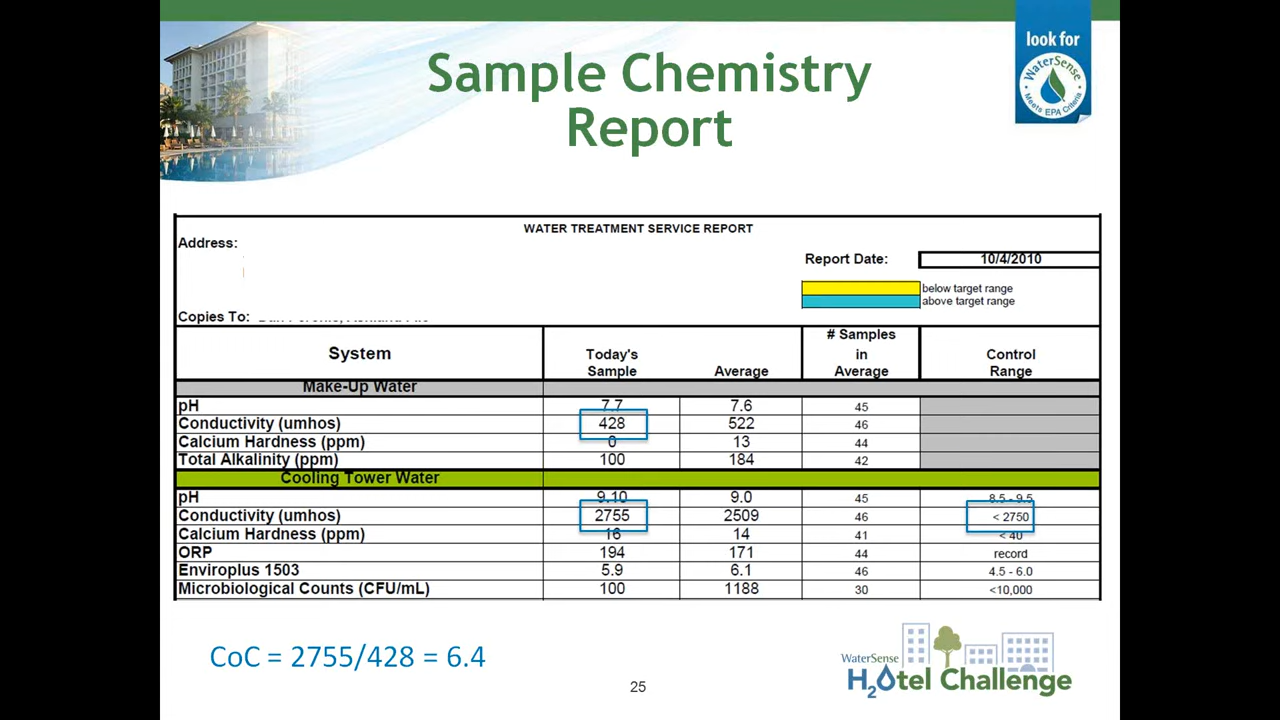 look for
WaterSense
Meets EPA Criteria
Sample Chemistry
Report
WATER TREATMENT SERVICE REPORT
Address:
Report Date: 10/4/2010
below target range
above target range
Copies To:
System Today's Sample Average # Samples in Average Control Range
Make-Up Water
pH 7.7 7.6 45
Conductivity (umhos) 428 522 46
Calcium Hardness (ppm) 0 13 44
Total Alkalinity (ppm) 100 184 42
Cooling Tower Water
pH 9.10 9.0 45 8.5 - 9.5
Conductivity (umhos) 2755 2509 46 < 2750
Calcium Hardness (ppm) 16 14 41 < 40
ORP 194 171 44 record
Enviroplus 1503 5.9 6.1 46 4.5 - 6.0
Microbiological Counts (CFU/mL) 100 1188 30 <10,000
CoC = 2755/428 = 6.4
WaterSense
H2Otel Challenge
25